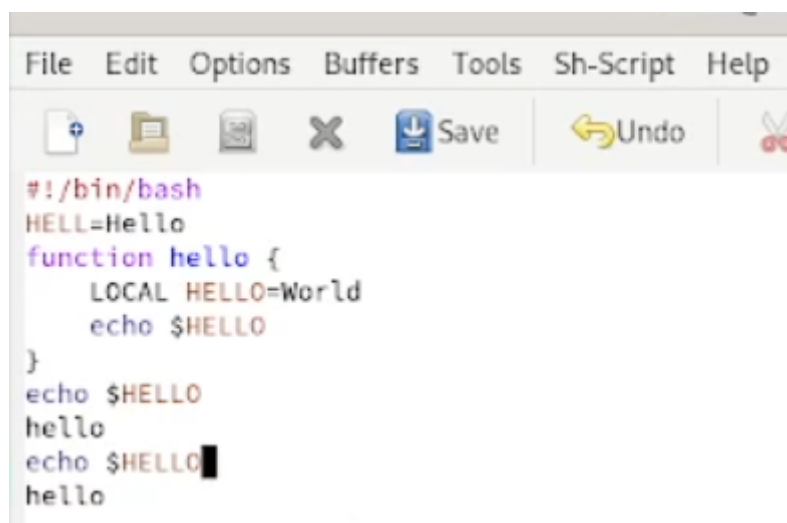 File Edit Options Buffers Tools Sh-Script Help
Save Undo
#!/bin/bash
HELL=Hello
function hello {
    LOCAL HELLO=World
    echo $HELLO
}
echo $HELLO
hello
echo $HELLO
hello